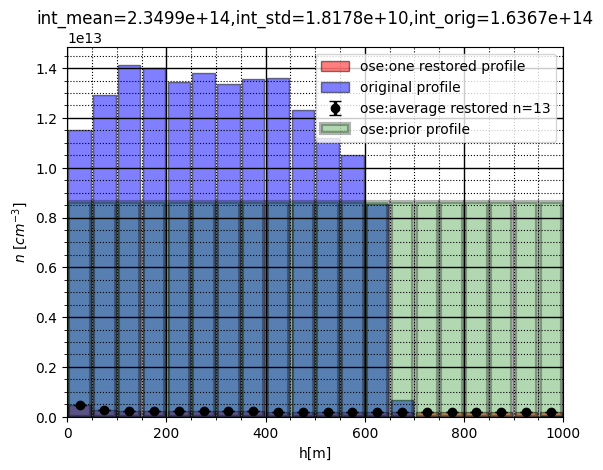 int_mean=2.3499e+14,int_std=1.8178e+10,int_orig=1.6367e+14
1e13
ose:one restored profile
original profile
ose:average restored n=13
ose:prior profile
1.4
1.2
1.0
0.8
0.6
0.4
0.2
0.0
n [cm⁻³]
0 200 400 600 800 1000
h[m]